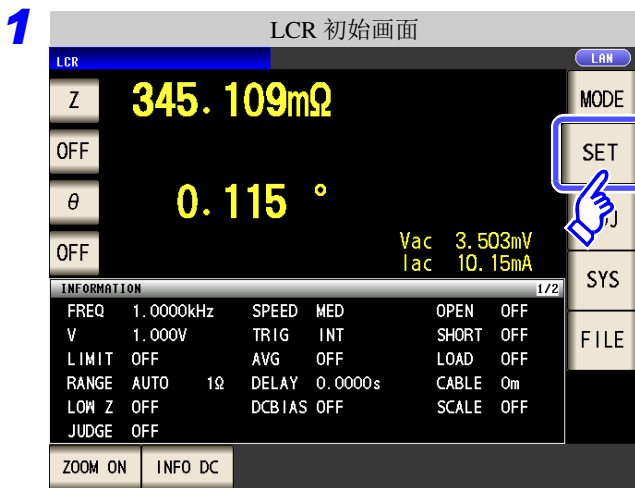 1
LCR 初始画面
LCR
LAN
Z 345.109mΩ
MODE
OFF
SET
θ 0.115 °
OFF
Vac 3.503mV
Iac 10.15mA
SYS
INFORMATION 1/2
FREQ 1.0000kHz SPEED MED OPEN OFF
V 1.000V TRIG INT SHORT OFF
FILE
LIMIT OFF AVG OFF LOAD OFF
RANGE AUTO 1Ω DELAY 0.0000s CABLE 0m
LOW Z OFF DCBIAS OFF SCALE OFF
JUDGE OFF
ZOOM ON INFO DC